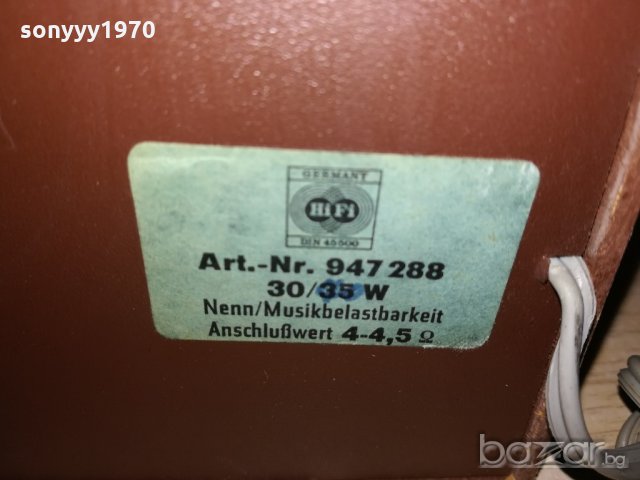 sonyyy1970
GERMANY
HiFi
DIN 45500
Art.-Nr. 947288
30/35 W
Nenn/Musikbelastbarkeit
Anschlußwert 4-4,5 Ω
bazar.bg